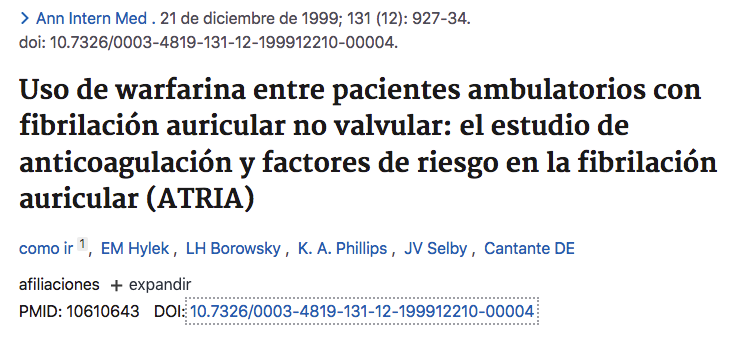 > Ann Intern Med . 21 de diciembre de 1999; 131 (12): 927-34.
doi: 10.7326/0003-4819-131-12-199912210-00004.
Uso de warfarina entre pacientes ambulatorios con
fibrilación auricular no valvular: el estudio de
anticoagulación y factores de riesgo en la fibrilación
auricular (ATRIA)
como ir 1 , EM Hylek , LH Borowsky , K. A. Phillips , JV Selby , Cantante DE
afiliaciones + expandir
PMID: 10610643 DOI: 10.7326/0003-4819-131-12-199912210-00004